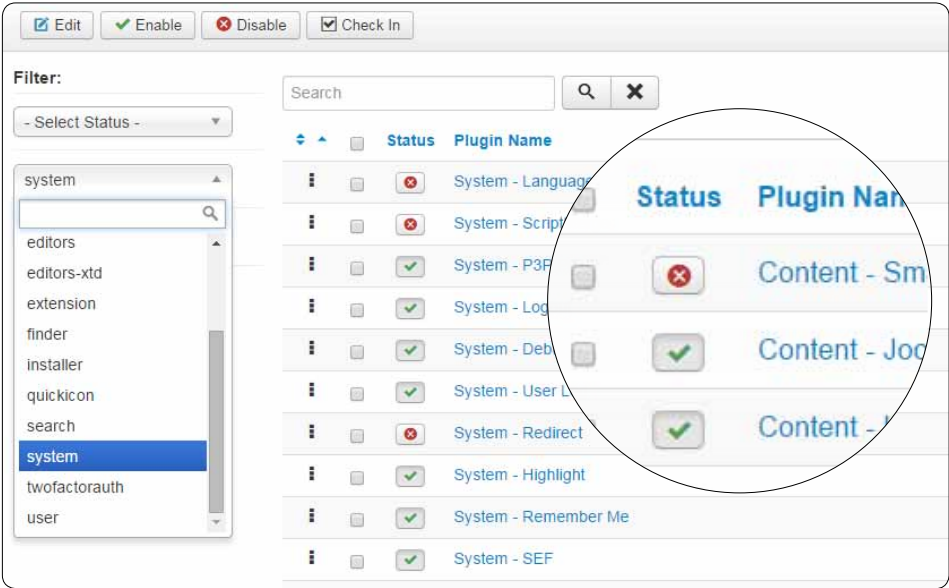 Edit Enable Disable Check In
Filter:
- Select Status -
system
editors
editors-xtd
extension
finder
installer
quickicon
search
system
twofactorauth
user
Search
Status Plugin Name
System - Language
System - Script
System - P3P
System - Log
System - Deb
System - User L
System - Redirect
System - Highlight
System - Remember Me
System - SEF
Status Plugin Nam
Content - Sm
Content - Joo
Content -